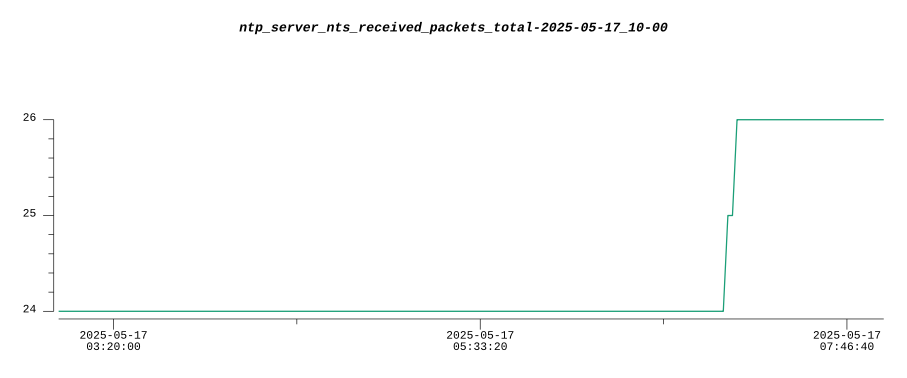 ntp_server_nts_received_packets_total-2025-05-17_10-00
26
25
24
2025-05-17 2025-05-17 2025-05-17
03:20:00 05:33:20 07:46:40